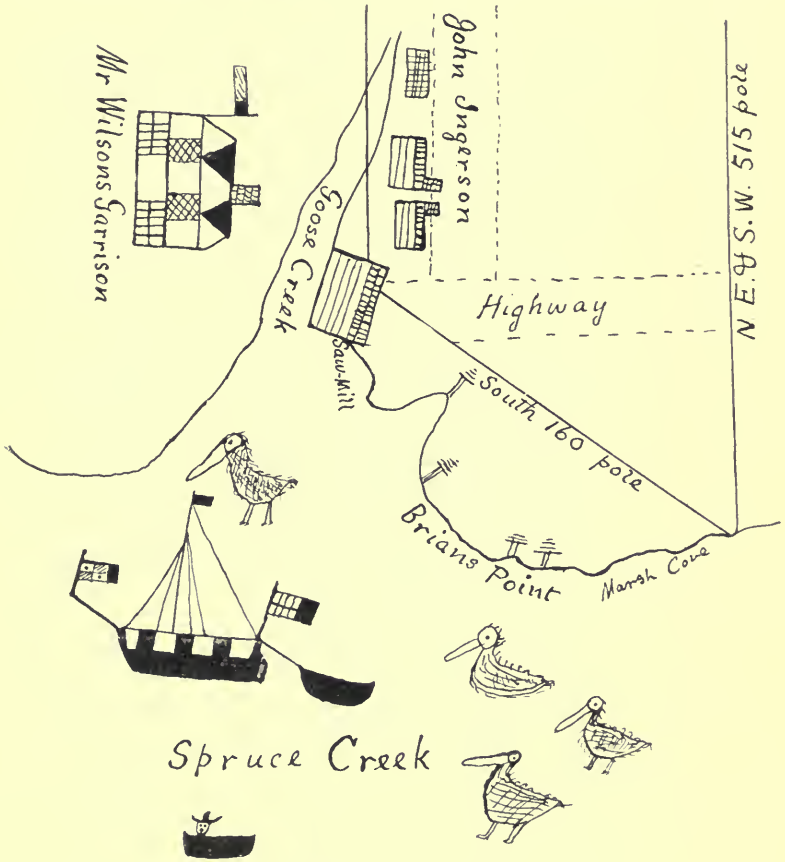 Mr Wilsons Garrison
John Ingerson
N E. & S.W. 515 pole
Goose Creek
Highway
Saw-Mill
South 160 pole
Brians Point
Marsh Cove
Spruce Creek